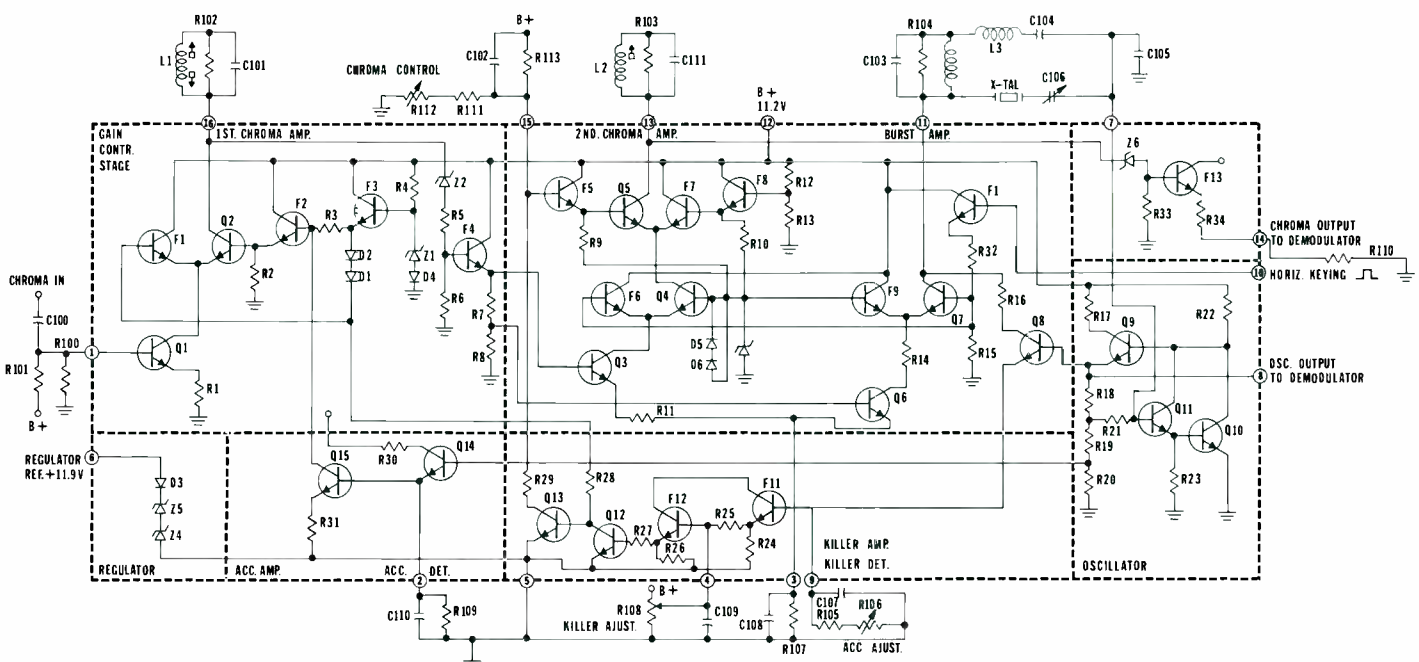 R102
L1
C101
CHROMA CONTROL
R112
R111
B+
C102
R113
R103
L2
C111
B+
11.2V
R104
C103
L3
C104
X-TAL
C106
C105
16
15
13
12
11
7
GAIN
CONTR.
STAGE
1ST. CHROMA AMP.
2ND. CHROMA AMP.
BURST AMP.
F1
Q2
F2
R3
F3
R4
Z2
R5
F4
D2
D1
Z1
D4
R2
R6
R7
R8
F5
Q5
F7
F8
R12
R13
R9
R10
F1
R32
F6
Q4
F9
Q7
R16
Q8
R15
D5
D6
Q3
R14
Q6
R11
Z6
F13
R33
R34
14
CHROMA OUTPUT
TO DEMODULATOR
R110
10
HORIZ. KEYING
R17
Q9
R22
8
OSC. OUTPUT
TO DEMODULATOR
R18
R21
Q11
Q10
R19
R20
R23
CHROMA IN
C100
R100
R101
B+
1
Q1
R1
REGULATOR
REF.+11.9V
6
D3
Z5
Z4
REGULATOR
Q15
R30
Q14
R31
ACC. AMP.
ACC. DET.
R29
Q13
R28
Q12
R27
F12
R26
R25
F11
R24
KILLER AMP.
KILLER DET.
OSCILLATOR
2
5
4
3
9
C110
R109
B+
R108
KILLER AJUST.
C109
C108
R107
C107
R105
R106
ACC AJUST.